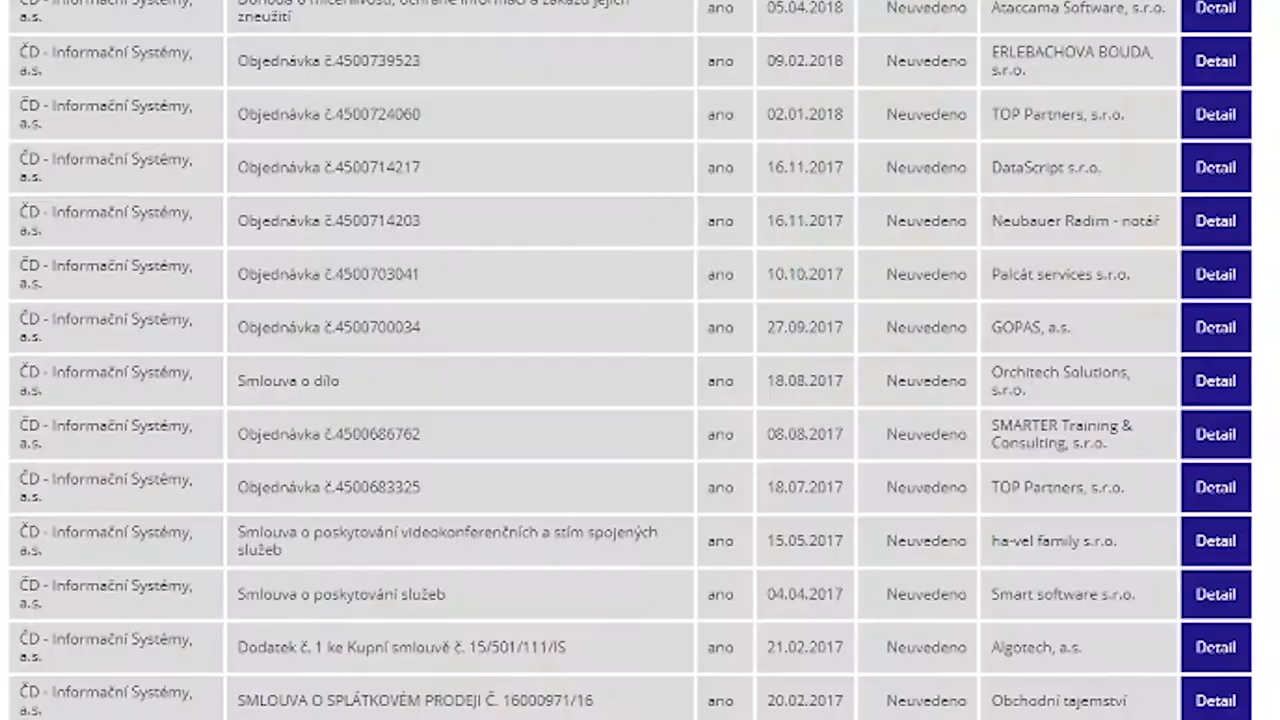 ČD - Informační Systémy, a.s. Dohoda o mlčenlivosti, ochraně informací a zákazu jejich zneužití ano 05.04.2018 Neuvedeno Ataccama Software, s.r.o. Detail
ČD - Informační Systémy, a.s. Objednávka č.4500739523 ano 09.02.2018 Neuvedeno ERLEBACHOVA BOUDA, s.r.o. Detail
ČD - Informační Systémy, a.s. Objednávka č.4500724060 ano 02.01.2018 Neuvedeno TOP Partners, s.r.o. Detail
ČD - Informační Systémy, a.s. Objednávka č.4500714217 ano 16.11.2017 Neuvedeno DataScript s.r.o. Detail
ČD - Informační Systémy, a.s. Objednávka č.4500714203 ano 16.11.2017 Neuvedeno Neubauer Radim - notář Detail
ČD - Informační Systémy, a.s. Objednávka č.4500703041 ano 10.10.2017 Neuvedeno Palcát services s.r.o. Detail
ČD - Informační Systémy, a.s. Objednávka č.4500700034 ano 27.09.2017 Neuvedeno GOPAS, a.s. Detail
ČD - Informační Systémy, a.s. Smlouva o dílo ano 18.08.2017 Neuvedeno Orchitech Solutions, s.r.o. Detail
ČD - Informační Systémy, a.s. Objednávka č.4500686762 ano 08.08.2017 Neuvedeno SMARTER Training & Consulting, s.r.o. Detail
ČD - Informační Systémy, a.s. Objednávka č.4500683325 ano 18.07.2017 Neuvedeno TOP Partners, s.r.o. Detail
ČD - Informační Systémy, a.s. Smlouva o poskytování videokonferenčních a stím spojených služeb ano 15.05.2017 Neuvedeno ha-vel family s.r.o. Detail
ČD - Informační Systémy, a.s. Smlouva o poskytování služeb ano 04.04.2017 Neuvedeno Smart software s.r.o. Detail
ČD - Informační Systémy, a.s. Dodatek č. 1 ke Kupní smlouvě č. 15/501/111/IS ano 21.02.2017 Neuvedeno Algotech, a.s. Detail
ČD - Informační Systémy, a.s. SMLOUVA O SPLÁTKOVÉM PRODEJI Č. 16000971/16 ano 20.02.2017 Neuvedeno Obchodní tajemství Detail